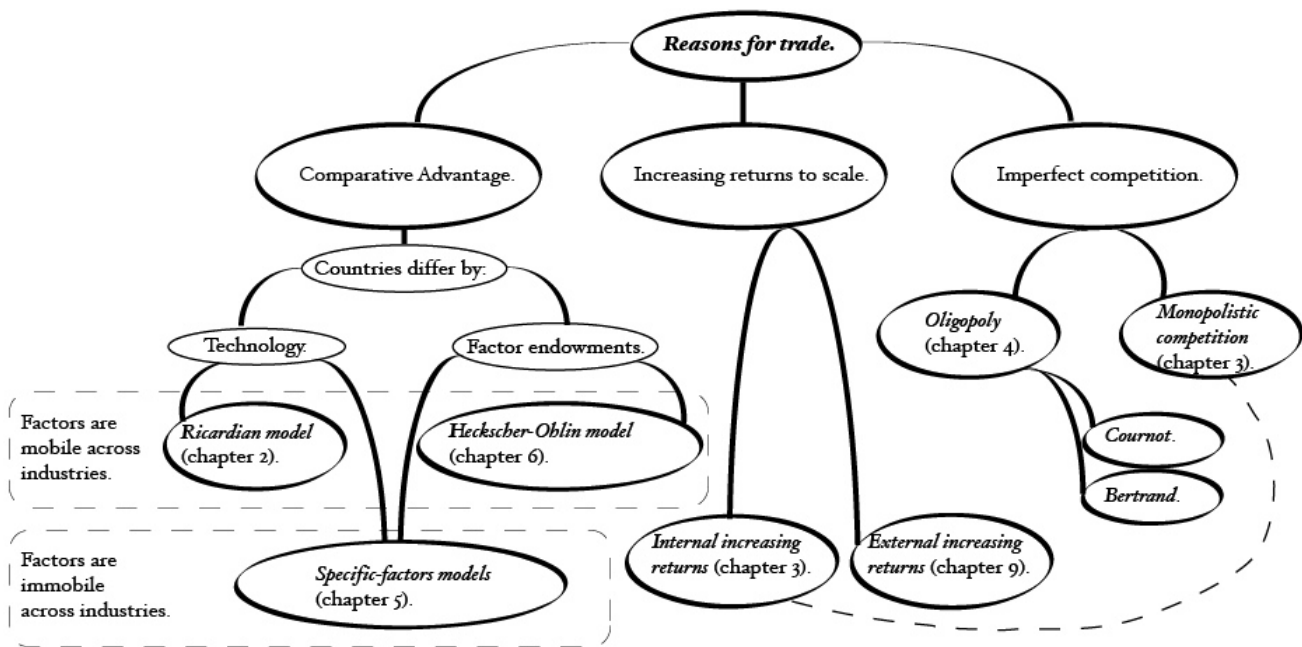 Reasons for trade.
Comparative Advantage.
Increasing returns to scale.
Imperfect competition.
Countries differ by:
Technology.
Factor endowments.
Oligopoly
(chapter 4).
Monopolistic
competition
(chapter 3).
Factors are
mobile across
industries.
Ricardian model
(chapter 2).
Heckscher-Ohlin model
(chapter 6).
Cournot.
Bertrand.
Factors are
immobile
across industries.
Specific-factors models
(chapter 5).
Internal increasing
returns (chapter 3).
External increasing
returns (chapter 9).